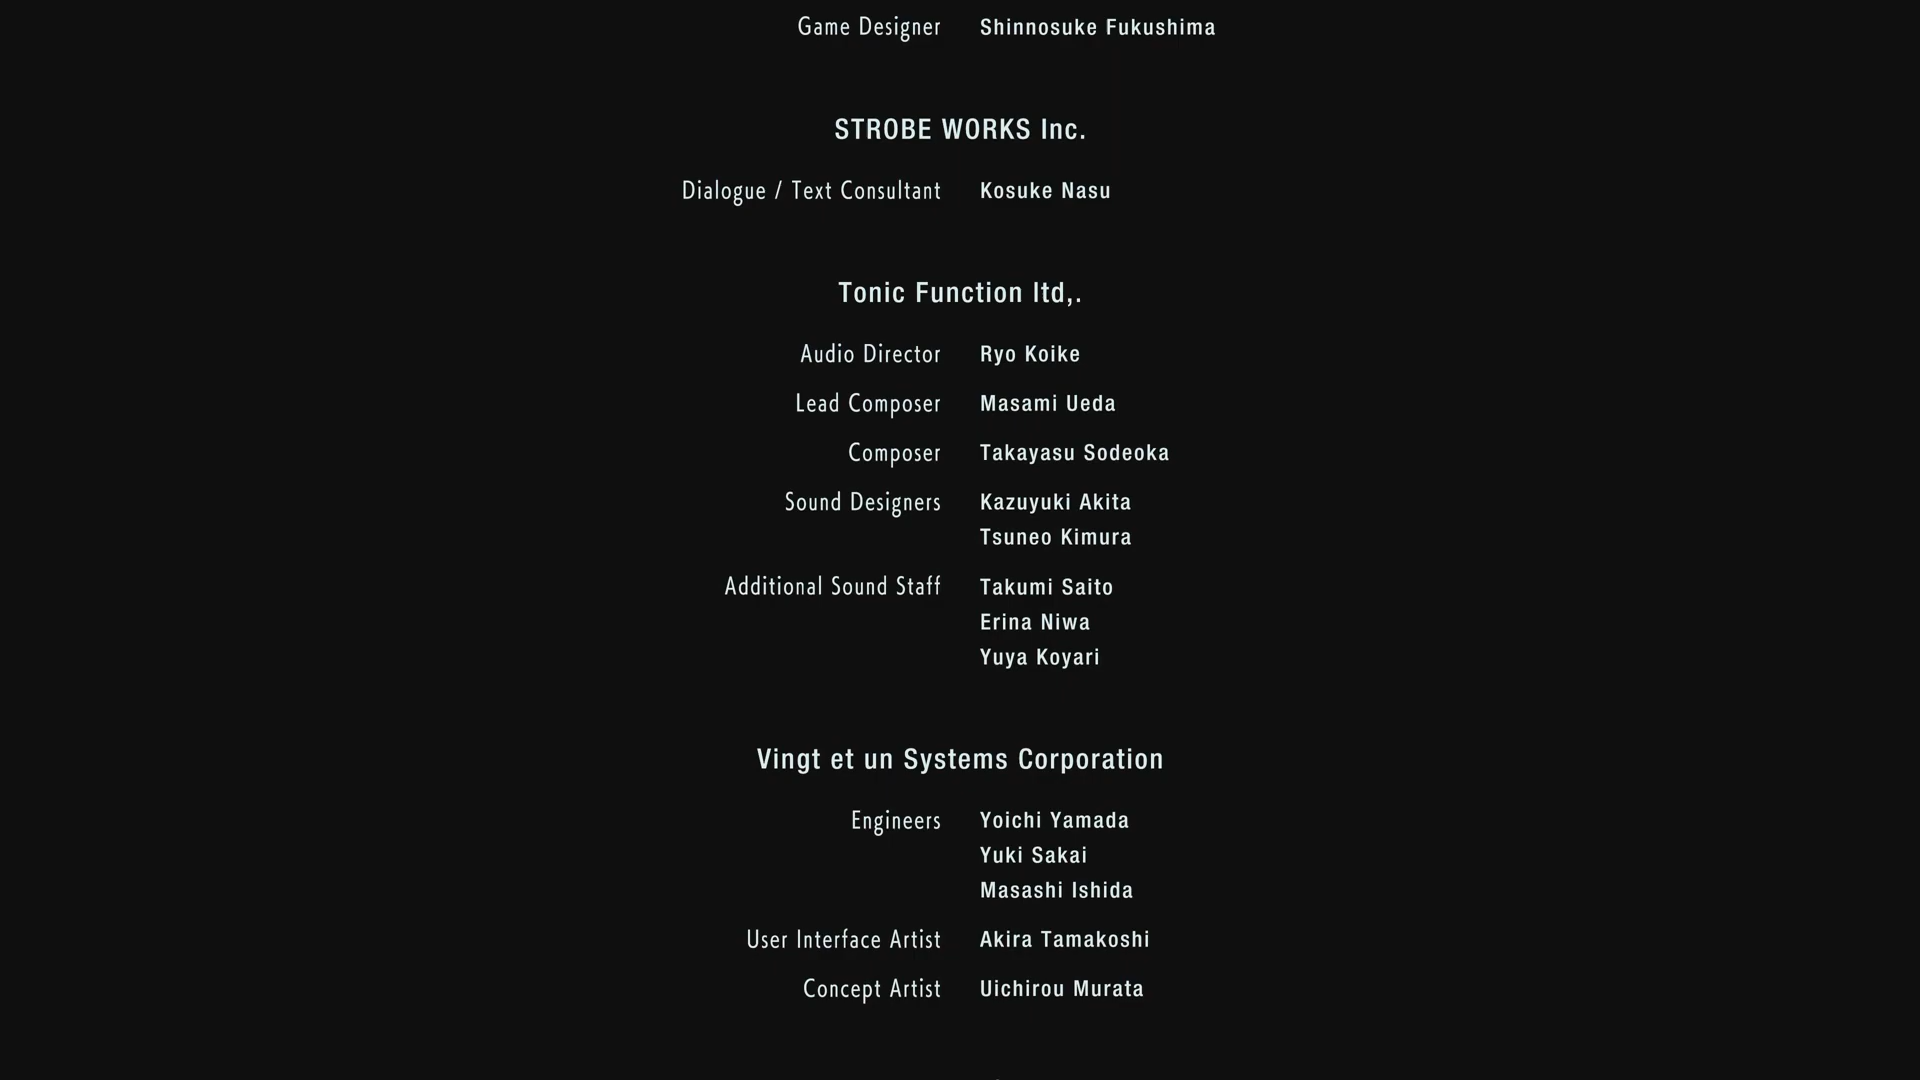 Game Designer Shinnosuke Fukushima
STROBE WORKS Inc.
Dialogue / Text Consultant Kosuke Nasu
Tonic Function ltd,.
Audio Director Ryo Koike
Lead Composer Masami Ueda
Composer Takayasu Sodeoka
Sound Designers Kazuyuki Akita
Tsuneo Kimura
Additional Sound Staff Takumi Saito
Erina Niwa
Yuya Koyari
Vingt et un Systems Corporation
Engineers Yoichi Yamada
Yuki Sakai
Masashi Ishida
User Interface Artist Akira Tamakoshi
Concept Artist Uichirou Murata